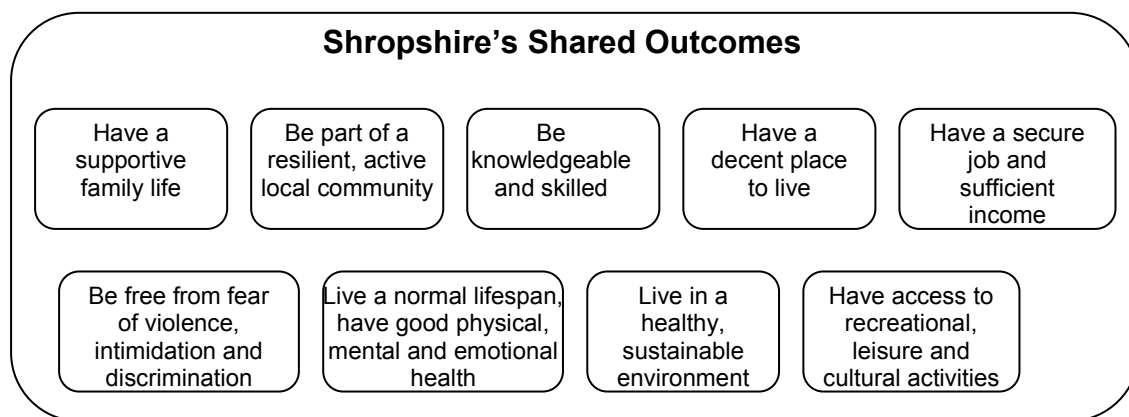 Shropshire's Shared Outcomes
Have a
supportive
family life
Be part of a
resilient, active
local community
Be
knowledgeable
and skilled
Have a
decent place
to live
Have a secure
job and
sufficient
income
Be free from fear
of violence,
intimidation and
discrimination
Live a normal lifespan,
have good physical,
mental and emotional
health
Live in a
healthy,
sustainable
environment
Have access to
recreational,
leisure and
cultural activities